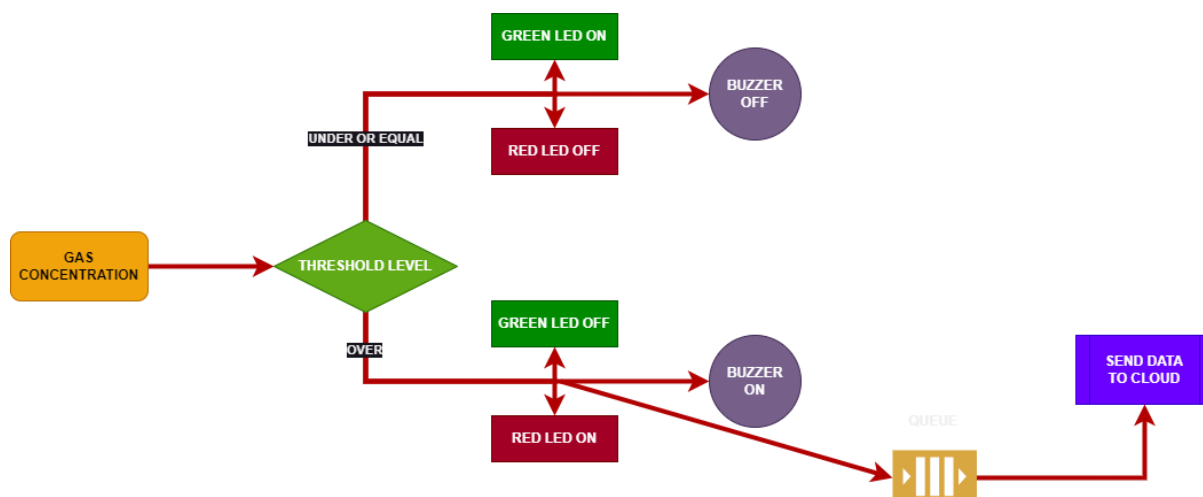 GREEN LED ON
BUZZER
OFF
UNDER OR EQUAL
RED LED OFF
GAS
CONCENTRATION
THRESHOLD LEVEL
GREEN LED OFF
OVER
BUZZER
ON
RED LED ON
SEND DATA
TO CLOUD
QUEUE